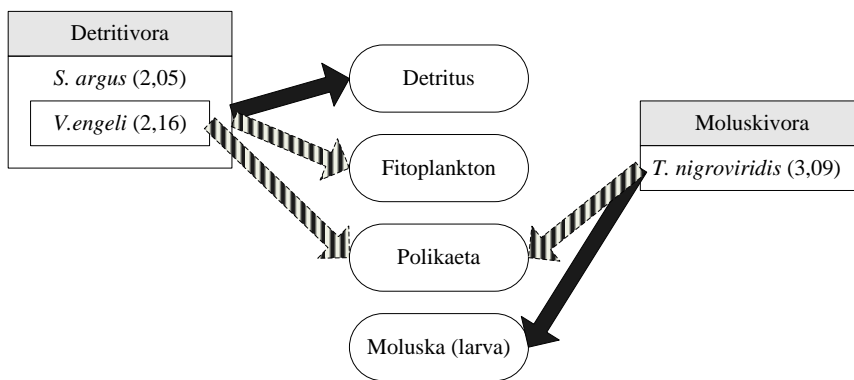 Detritivora
S. argus (2,05)
V.engeli (2,16)
Detritus
Fitoplankton
Polikaeta
Moluska (larva)
Moluskivora
T. nigroviridis (3,09)